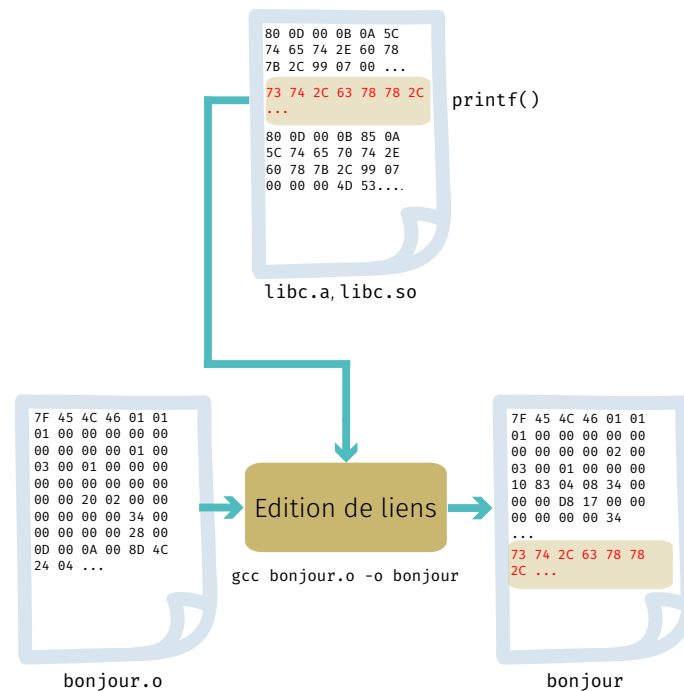 80 0D 00 0B 0A 5C
74 65 74 2E 60 78
7B 2C 99 07 00 ...
73 74 2C 63 78 78 2C
...
printf()
80 0D 00 0B 85 0A
5C 74 65 70 74 2E
60 78 7B 2C 99 07
00 00 00 4D 53....
libc.a, libc.so
7F 45 4C 46 01 01
01 00 00 00 00 00
00 00 00 00 01 00
03 00 01 00 00 00
00 00 00 00 00 00
00 00 20 02 00 00
00 00 00 00 34 00
00 00 00 00 28 00
0D 00 0A 00 8D 4C
24 04 ...
bonjour.o
Edition de liens
gcc bonjour.o -o bonjour
7F 45 4C 46 01 01
01 00 00 00 00 00
00 00 00 00 02 00
03 00 01 00 00 00
10 83 04 08 34 00
00 00 D8 17 00 00
00 00 00 00 34
...
73 74 2C 63 78 78
2C ...
bonjour